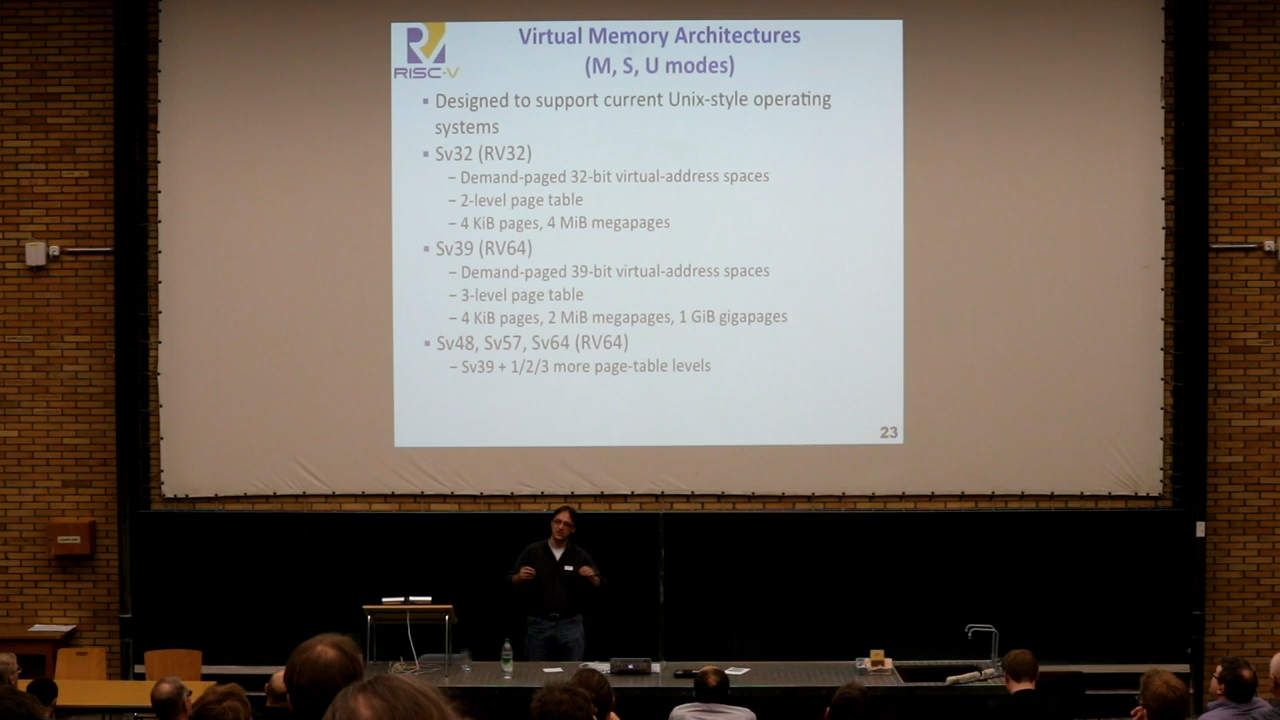 RISC-V
Virtual Memory Architectures
(M, S, U modes)
▪ Designed to support current Unix-style operating
systems
▪ Sv32 (RV32)
– Demand-paged 32-bit virtual-address spaces
– 2-level page table
– 4 KiB pages, 4 MiB megapages
▪ Sv39 (RV64)
– Demand-paged 39-bit virtual-address spaces
– 3-level page table
– 4 KiB pages, 2 MiB megapages, 1 GiB gigapages
▪ Sv48, Sv57, Sv64 (RV64)
– Sv39 + 1/2/3 more page-table levels
23